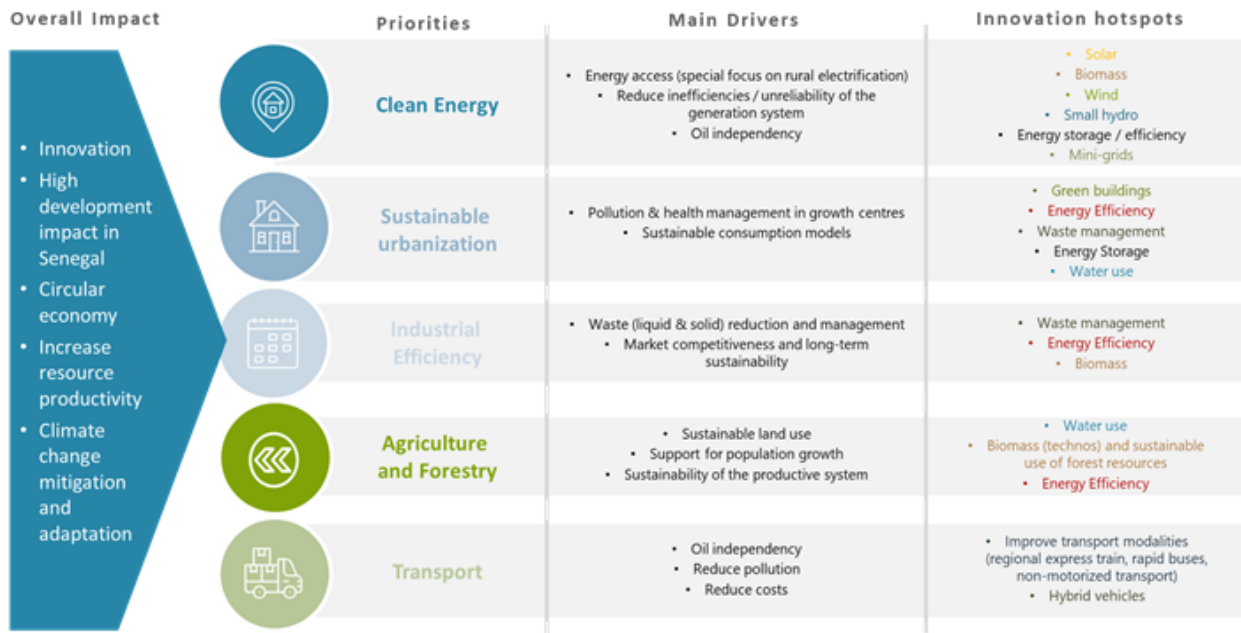 Overall Impact
Priorities
Main Drivers
Innovation hotspots
• Innovation
• High
development
impact in
Senegal
• Circular
economy
• Increase
resource
productivity
• Climate
change
mitigation
and
adaptation
Clean Energy
• Energy access (special focus on rural electrification)
• Reduce inefficiencies / unreliability of the
generation system
• Oil independency
• Solar
• Biomass
• Wind
• Small hydro
• Energy storage / efficiency
• Mini-grids
Sustainable
urbanization
• Pollution & health management in growth centres
• Sustainable consumption models
• Green buildings
• Energy Efficiency
• Waste management
• Energy Storage
• Water use
Industrial
Efficiency
• Waste (liquid & solid) reduction and management
• Market competitiveness and long-term
sustainability
• Waste management
• Energy Efficiency
• Biomass
Agriculture
and Forestry
• Sustainable land use
• Support for population growth
• Sustainability of the productive system
• Water use
• Biomass (technos) and sustainable
use of forest resources
• Energy Efficiency
Transport
• Oil independency
• Reduce pollution
• Reduce costs
• Improve transport modalities
(regional express train, rapid buses,
non-motorized transport)
• Hybrid vehicles